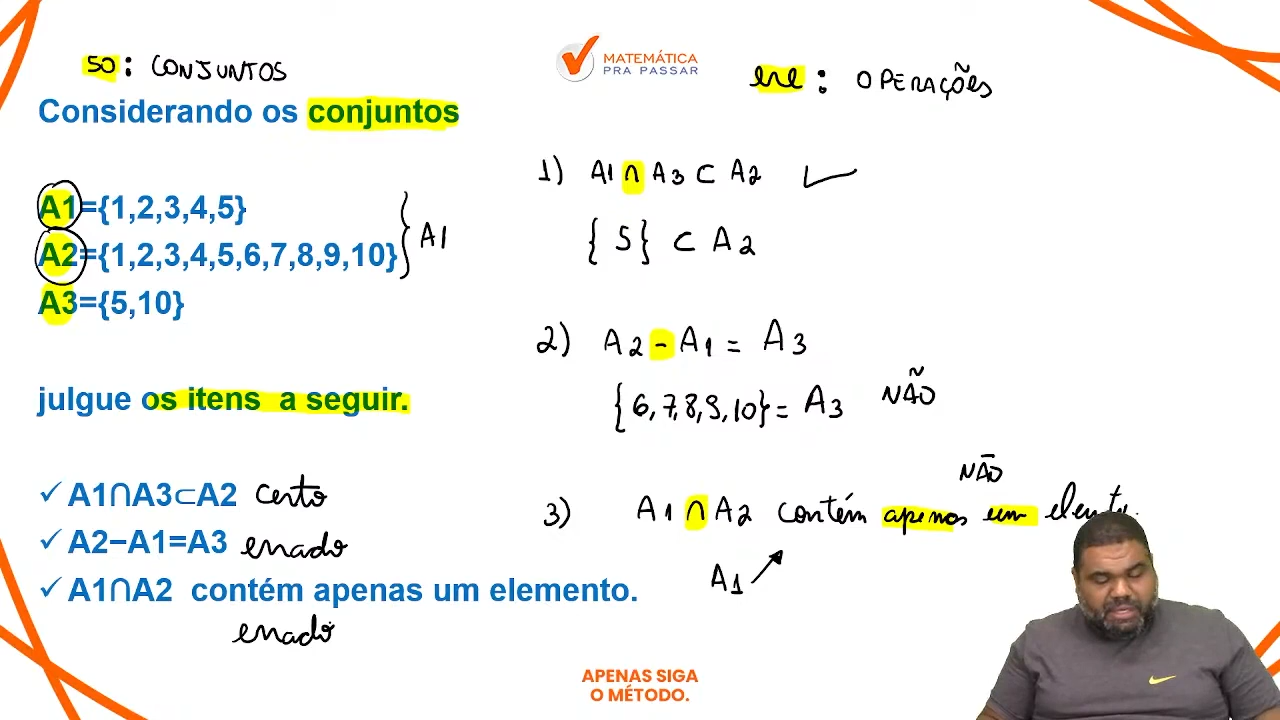 50: CONJUNTOS
MATEMÁTICA
PRA PASSAR
ere: OPERAÇÕES
Considerando os conjuntos
A1={1,2,3,4,5}
A2={1,2,3,4,5,6,7,8,9,10}
A1
A3={5,10}
julgue os itens a seguir.
✓ A1∩A3⊂A2 certo
✓ A2−A1=A3 errado
✓ A1∩A2 contém apenas um elemento.
errado
1) A1 ∩ A3 ⊂ A2 ✓
{5} ⊂ A2
2) A2 - A1 = A3
{6,7,8,9,10} = A3 NÃO
NÃO
3) A1 ∩ A2 contém apenas um
A1
APENAS SIGA
O MÉTODO.